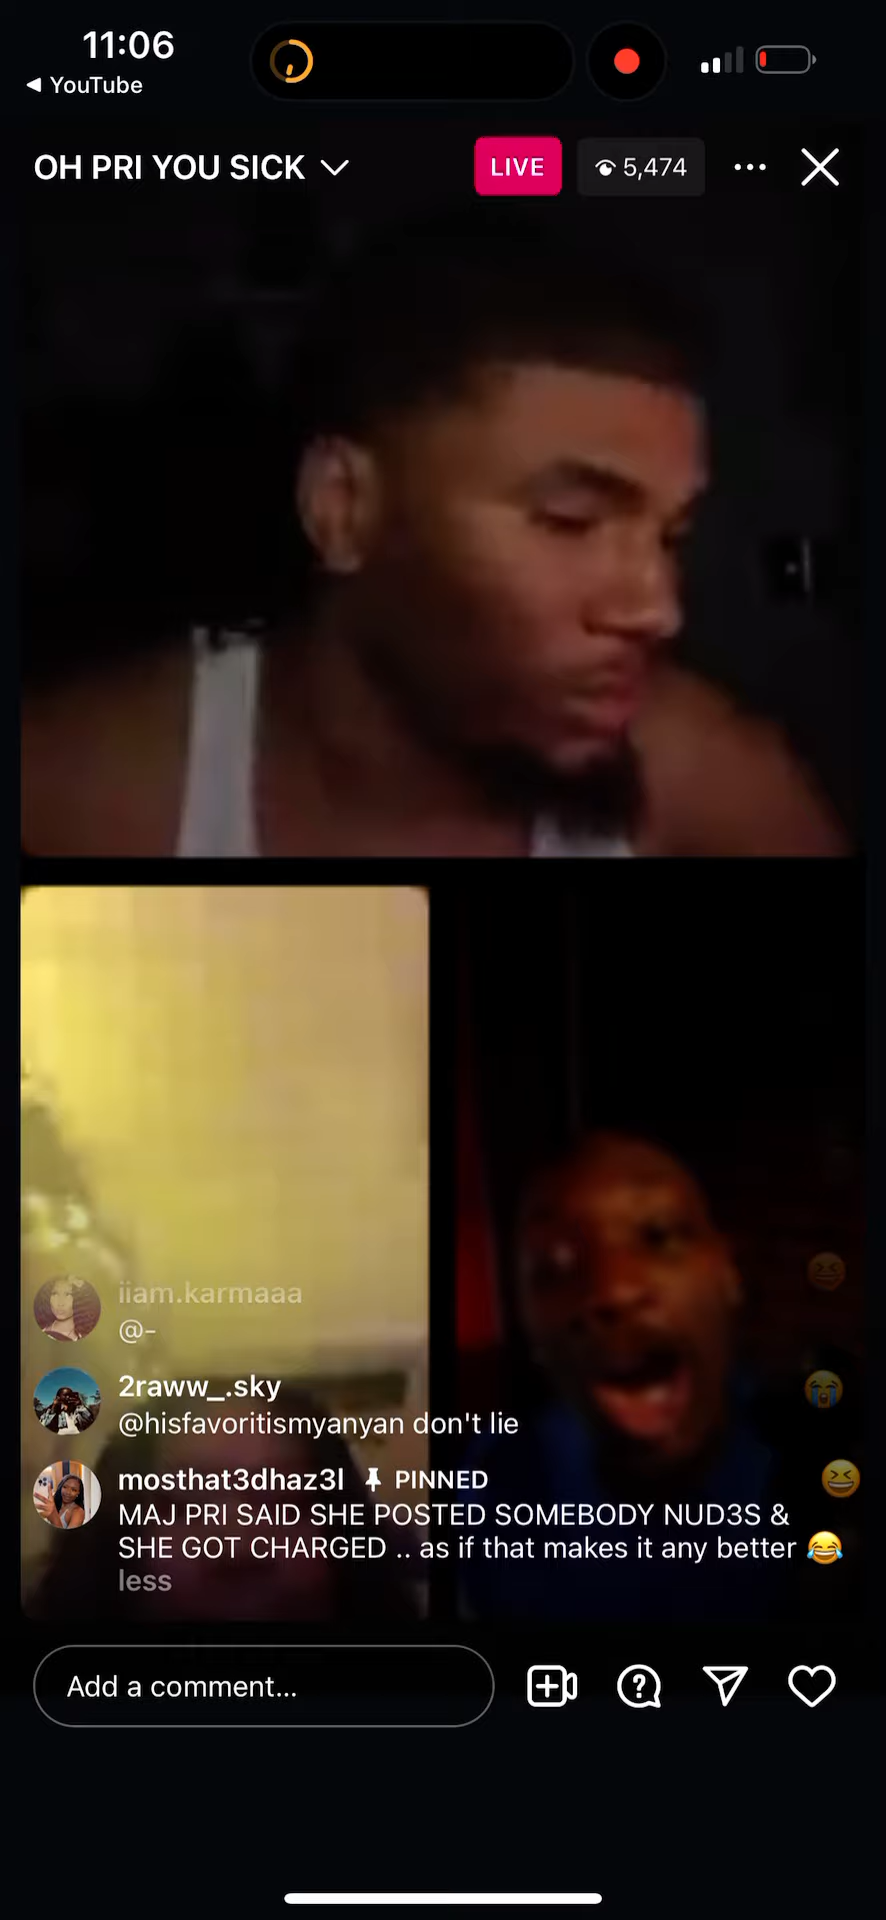 11:06
◀ YouTube
OH PRI YOU SICK
LIVE
5,474
iiam.karmaaa
@-
2raww_.sky
@hisfavoritismyanyan don't lie
mosthat3dhaz3l PINNED
MAJ PRI SAID SHE POSTED SOMEBODY NUD3S &
SHE GOT CHARGED .. as if that makes it any better 😂
less
Add a comment...